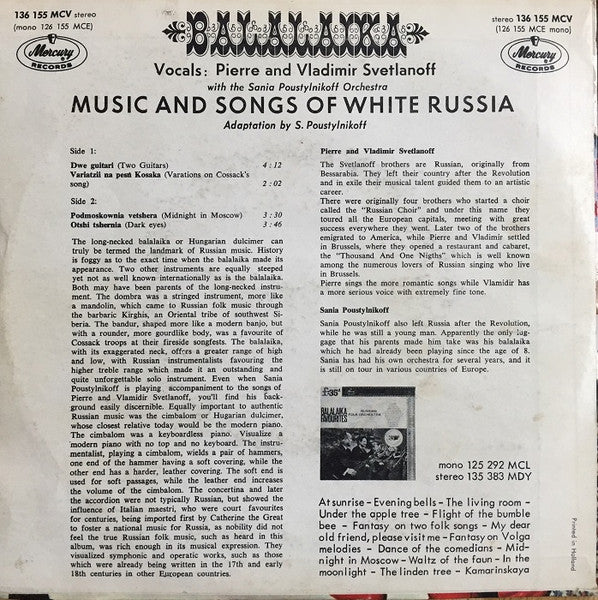 136 155 MCV stereo
(mono 126 155 MCE)
Mercury
RECORDS
BALALAIKA
stereo 136 155 MCV
(126 155 MCE mono)
Mercury
RECORDS
Vocals: Pierre and Vladimir Svetlanoff
with the Sania Poustylnikoff Orchestra
MUSIC AND SONGS OF WHITE RUSSIA
Adaptation by S. Poustylnikoff
Side 1:
Dwe guitari (Two Guitars) 4 : 12
Variatzii na pesń Kosaka (Varations on Cossack's
song) 2 : 02
Side 2:
Podmoskownia vetshera (Midnight in Moscow) 3 : 30
Otshi tshernia (Dark eyes) 3 : 46
The long-necked balalaika or Hungarian dulcimer can
truly be termed the landmark of Russian music. History
is foggy as to the exact time when the balalaika made
its appearance. Two other instruments are equally steeped
yet not as well known internationally as is the balalaika.
Both may have been parents of the long-necked instru-
ment. The dombra was a stringed instrument, more like
a mandolin, which came to Russian folk music through
the barbaric Kirghis, an Oriental tribe of southwest Si-
beria. The bandur, shaped more like a modern banjo, but
with a rounder, more gourdlike body, was a favourite of
Cossack troops at their fireside songfests. The balalaika,
with its exaggerated neck, offers a greater range of high
and low, with Russian instrumentalists favouring the
higher treble range which made it an outstanding and
quite unforgettable solo instrument. Even when Sania
Poustylnikoff is playing accompaniment to the songs of
Pierre and Vlamidir Svetlanoff, you'll find his back-
ground easily discernible. Equally important to authentic
Russian music was the cimbalom or Hugarian dulcimer,
whose closest relative today would be the modern piano.
The cimbalom was a keyboardless piano. Visualize a
modern piano with no top and no keyboard. The instru-
mentalist, playing a cimbalom, wields a pair of hammers,
one end of the hammer having a soft covering, while the
other end has a harder, leather covering. The soft end is
used for soft passages, while the leather end increases
the volume of the cimbalom. The concertina and later
the accordion were not typically Russian, but showed the
influence of Italian maestri, who were court favourites
for centuries, being imported first by Catherine the Great
to foster a national music for Russia, as nobility did not
feel the true Russian folk music, such as heard in this
album, was rich enough in its musical expression. They
visualized symphonic and operatic works, such as those
which were already being written in the 17th and early
18th centuries in other European countries.
Pierre and Vladimir Svetlanoff
The Svetlanoff brothers are Russian, originally from
Bessarabia. They left their country after the Revolution
and in exile their musical talent guided them to an artistic
career.
There were originally four brothers who started a choir
called the "Russian Choir" and under this name they
toured all the European capitals, meeting with great
success everywhere they went. Later two of the brothers
emigrated to America, while Pierre and Vladimir settled
in Brussels, where they opened a restaurant and cabaret,
the "Thousand And One Nigths" which is well known
among the numerous lovers of Russian singing who live
in Brussels.
Pierre sings the more romantic songs while Vlamidir has
a more serious voice with extremely fine tone.
Sania Poustylnikoff
Sania Poustylnikoff also left Russia after the Revolution,
while he was still a young man. Apparently the only lug-
gage that his parents made him take was his balalaika
which he had already been playing since the age of 8.
Sania has had his own orchestra for several years, and it
is still on tour in various countries of Europe.
35
BALALAIKA
FAVOURITES
RUSSIAN
FOLK ORCHESTRA
mono 125 292 MCL
stereo 135 383 MDY
At sunrise – Evening bells – The living room –
Under the apple tree – Flight of the bumble
bee – Fantasy on two folk songs – My dear
old friend, please visit me – Fantasy on Volga
melodies – Dance of the comedians – Mid-
night in Moscow – Waltz of the faun – In the
moonlight – The linden tree – Kamarinskaya
Printed in Holland